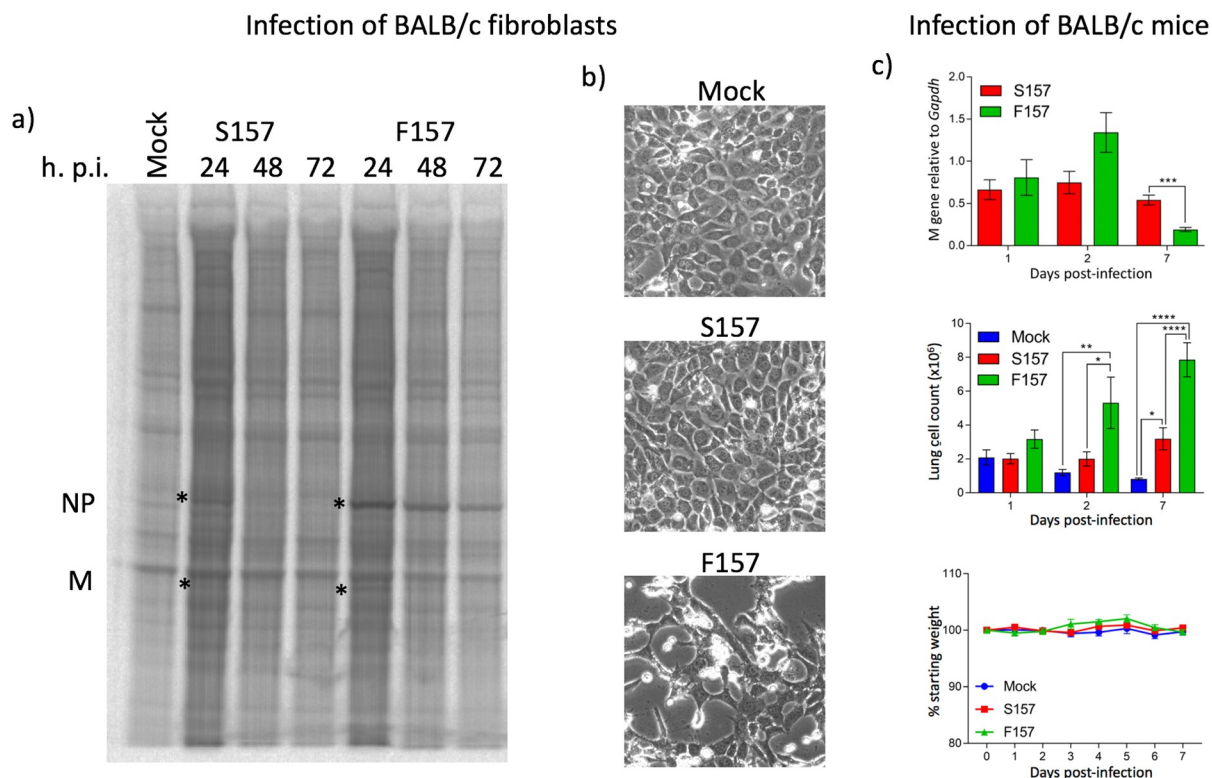 Infection of BALB/c fibroblasts
Infection of BALB/c mice
a)
Mock
S157
F157
h. p.i.
24 48 72 24 48 72
NP
*
*
M
*
*
b)
Mock
S157
F157
c)
2.0
1.5
1.0
0.5
0.0
M gene relative to Gapdh
S157
F157
***
1 2 7
Days post-infection
10
8
6
4
2
0
Lung cell count (x10⁶)
Mock
S157
F157
**
*
****
****
*
1 2 7
Days post-infection
110
100
90
80
% starting weight
Mock
S157
F157
0 1 2 3 4 5 6 7
Days post-infection